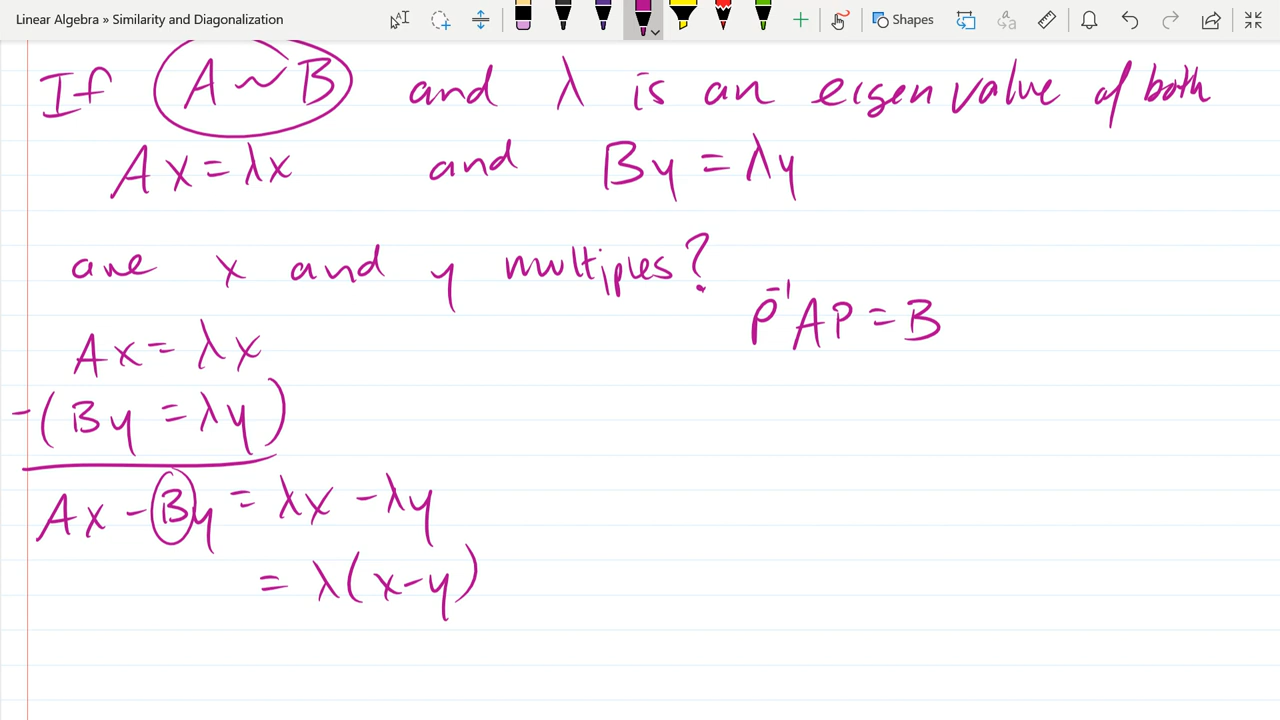 Linear Algebra » Similarity and Diagonalization
Shapes
If A ~ B and λ is an eigenvalue of both
Ax = λx and By = λy
are x and y multiples?
P⁻¹AP = B
Ax = λx
-(By = λy)
Ax - By = λx - λy
= λ(x-y)